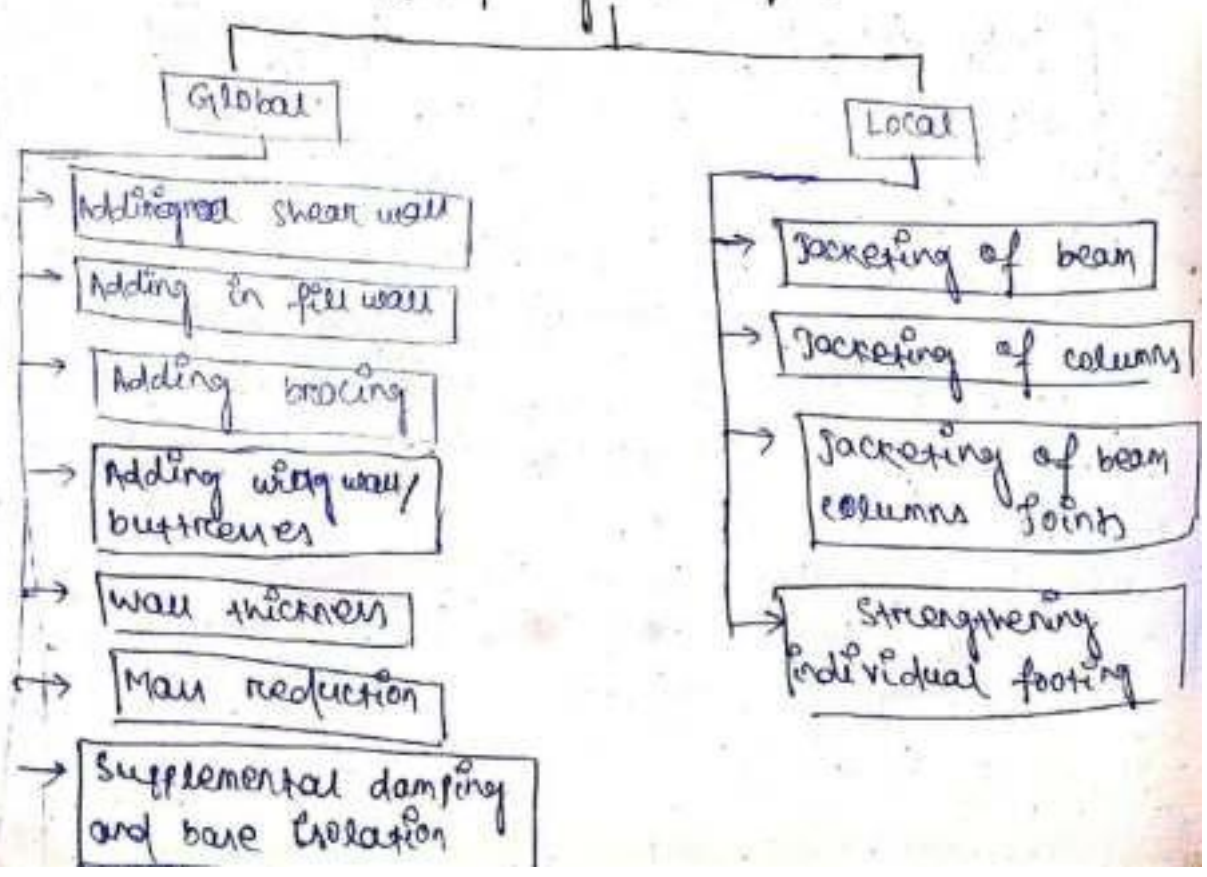 Global
Local
Adding shear wall
Adding in fill wall
Adding bracing
Adding wing wall/
buttresses
Wall thickness
Mass reduction
Supplemental damping
and base isolation
Jacketing of beam
Jacketing of columns
Jacketing of beam
columns joints
Strengthening
individual footing